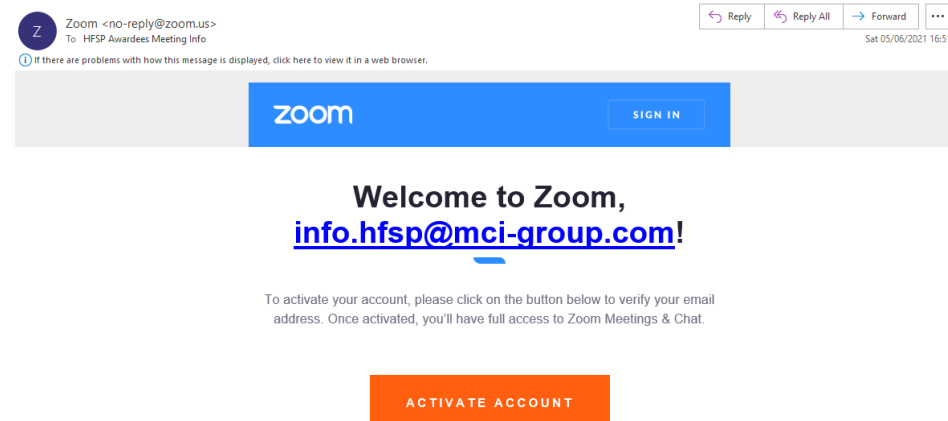 Z
Zoom <no-reply@zoom.us>
To HFSP Awardees Meeting Info
Reply
Reply All
Forward
...
Sat 05/06/2021 16:5
i If there are problems with how this message is displayed, click here to view it in a web browser.
zoom
SIGN IN
Welcome to Zoom,
info.hfsp@mci-group.com!
To activate your account, please click on the button below to verify your email
address. Once activated, you'll have full access to Zoom Meetings & Chat.
ACTIVATE ACCOUNT